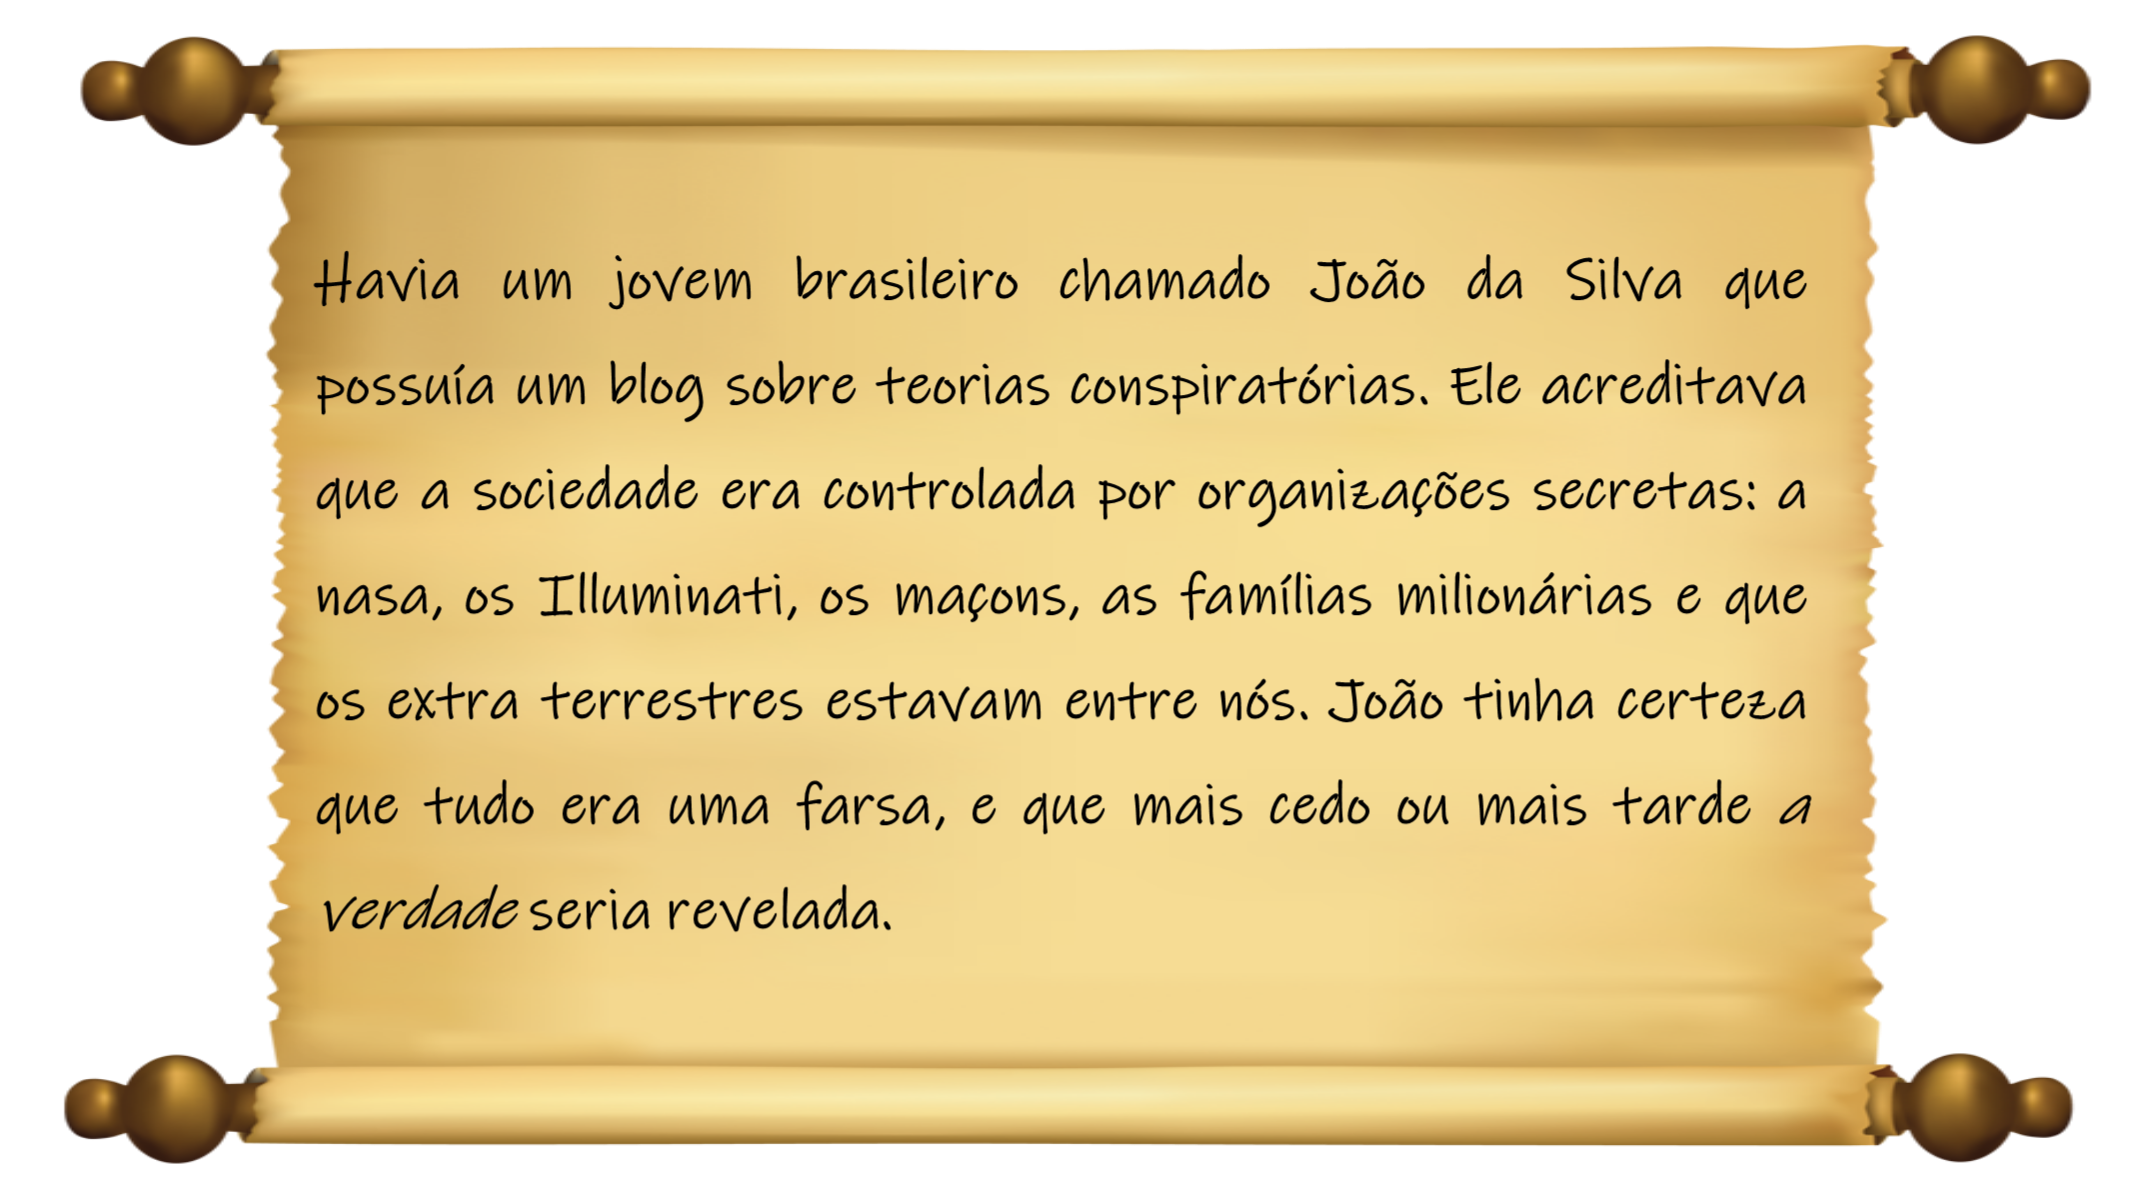 Havia um jovem brasileiro chamado João da Silva que
possuía um blog sobre teorias conspiratórias. Ele acreditava
que a sociedade era controlada por organizações secretas: a
nasa, os Illuminati, os maçons, as famílias milionárias e que
os extra terrestres estavam entre nós. João tinha certeza
que tudo era uma farsa, e que mais cedo ou mais tarde a
verdade seria revelada.